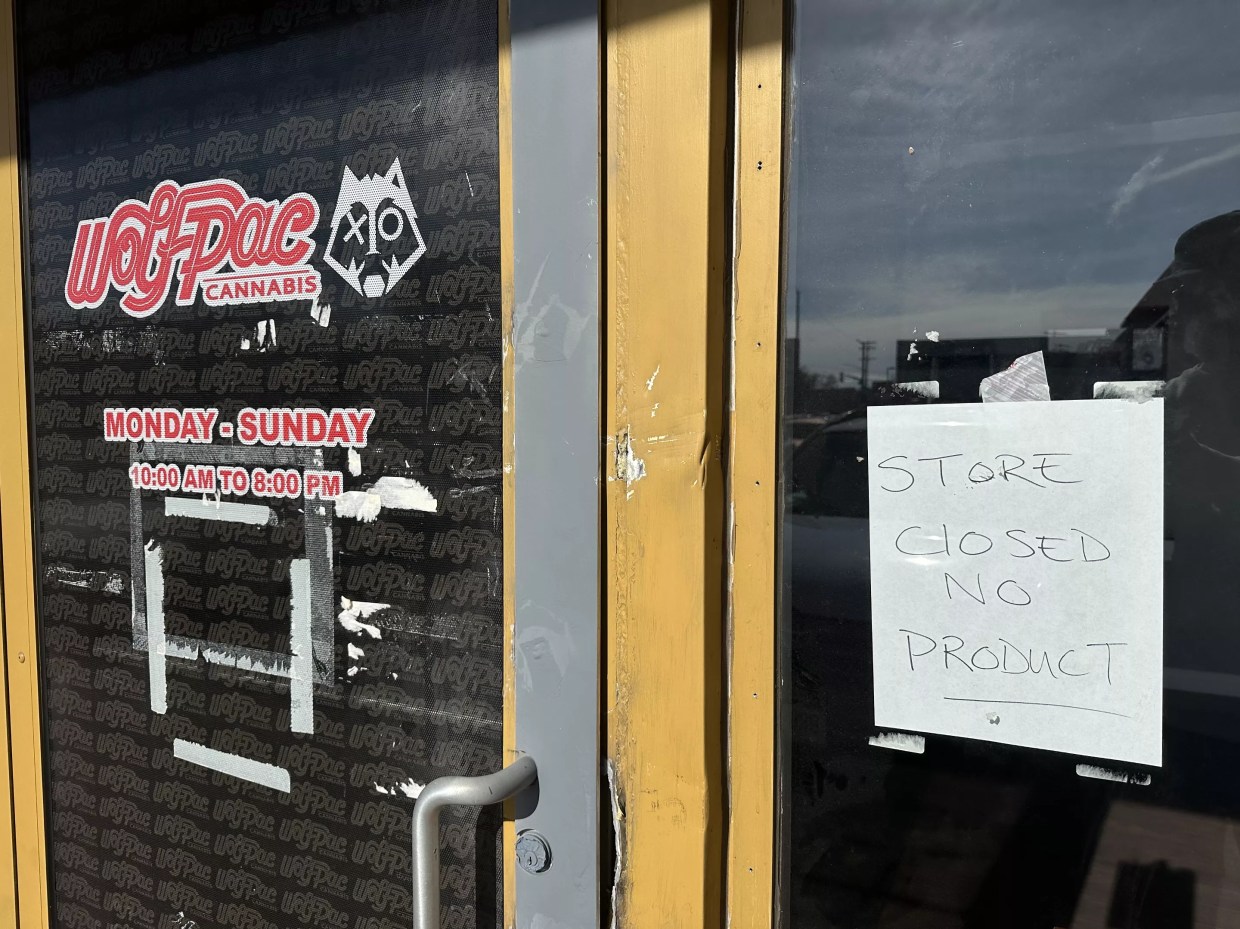 Wolfpac
CANNABIS
MONDAY - SUNDAY
10:00 AM TO 8:00 PM
STORE
ClOSED
NO
PRODUCT